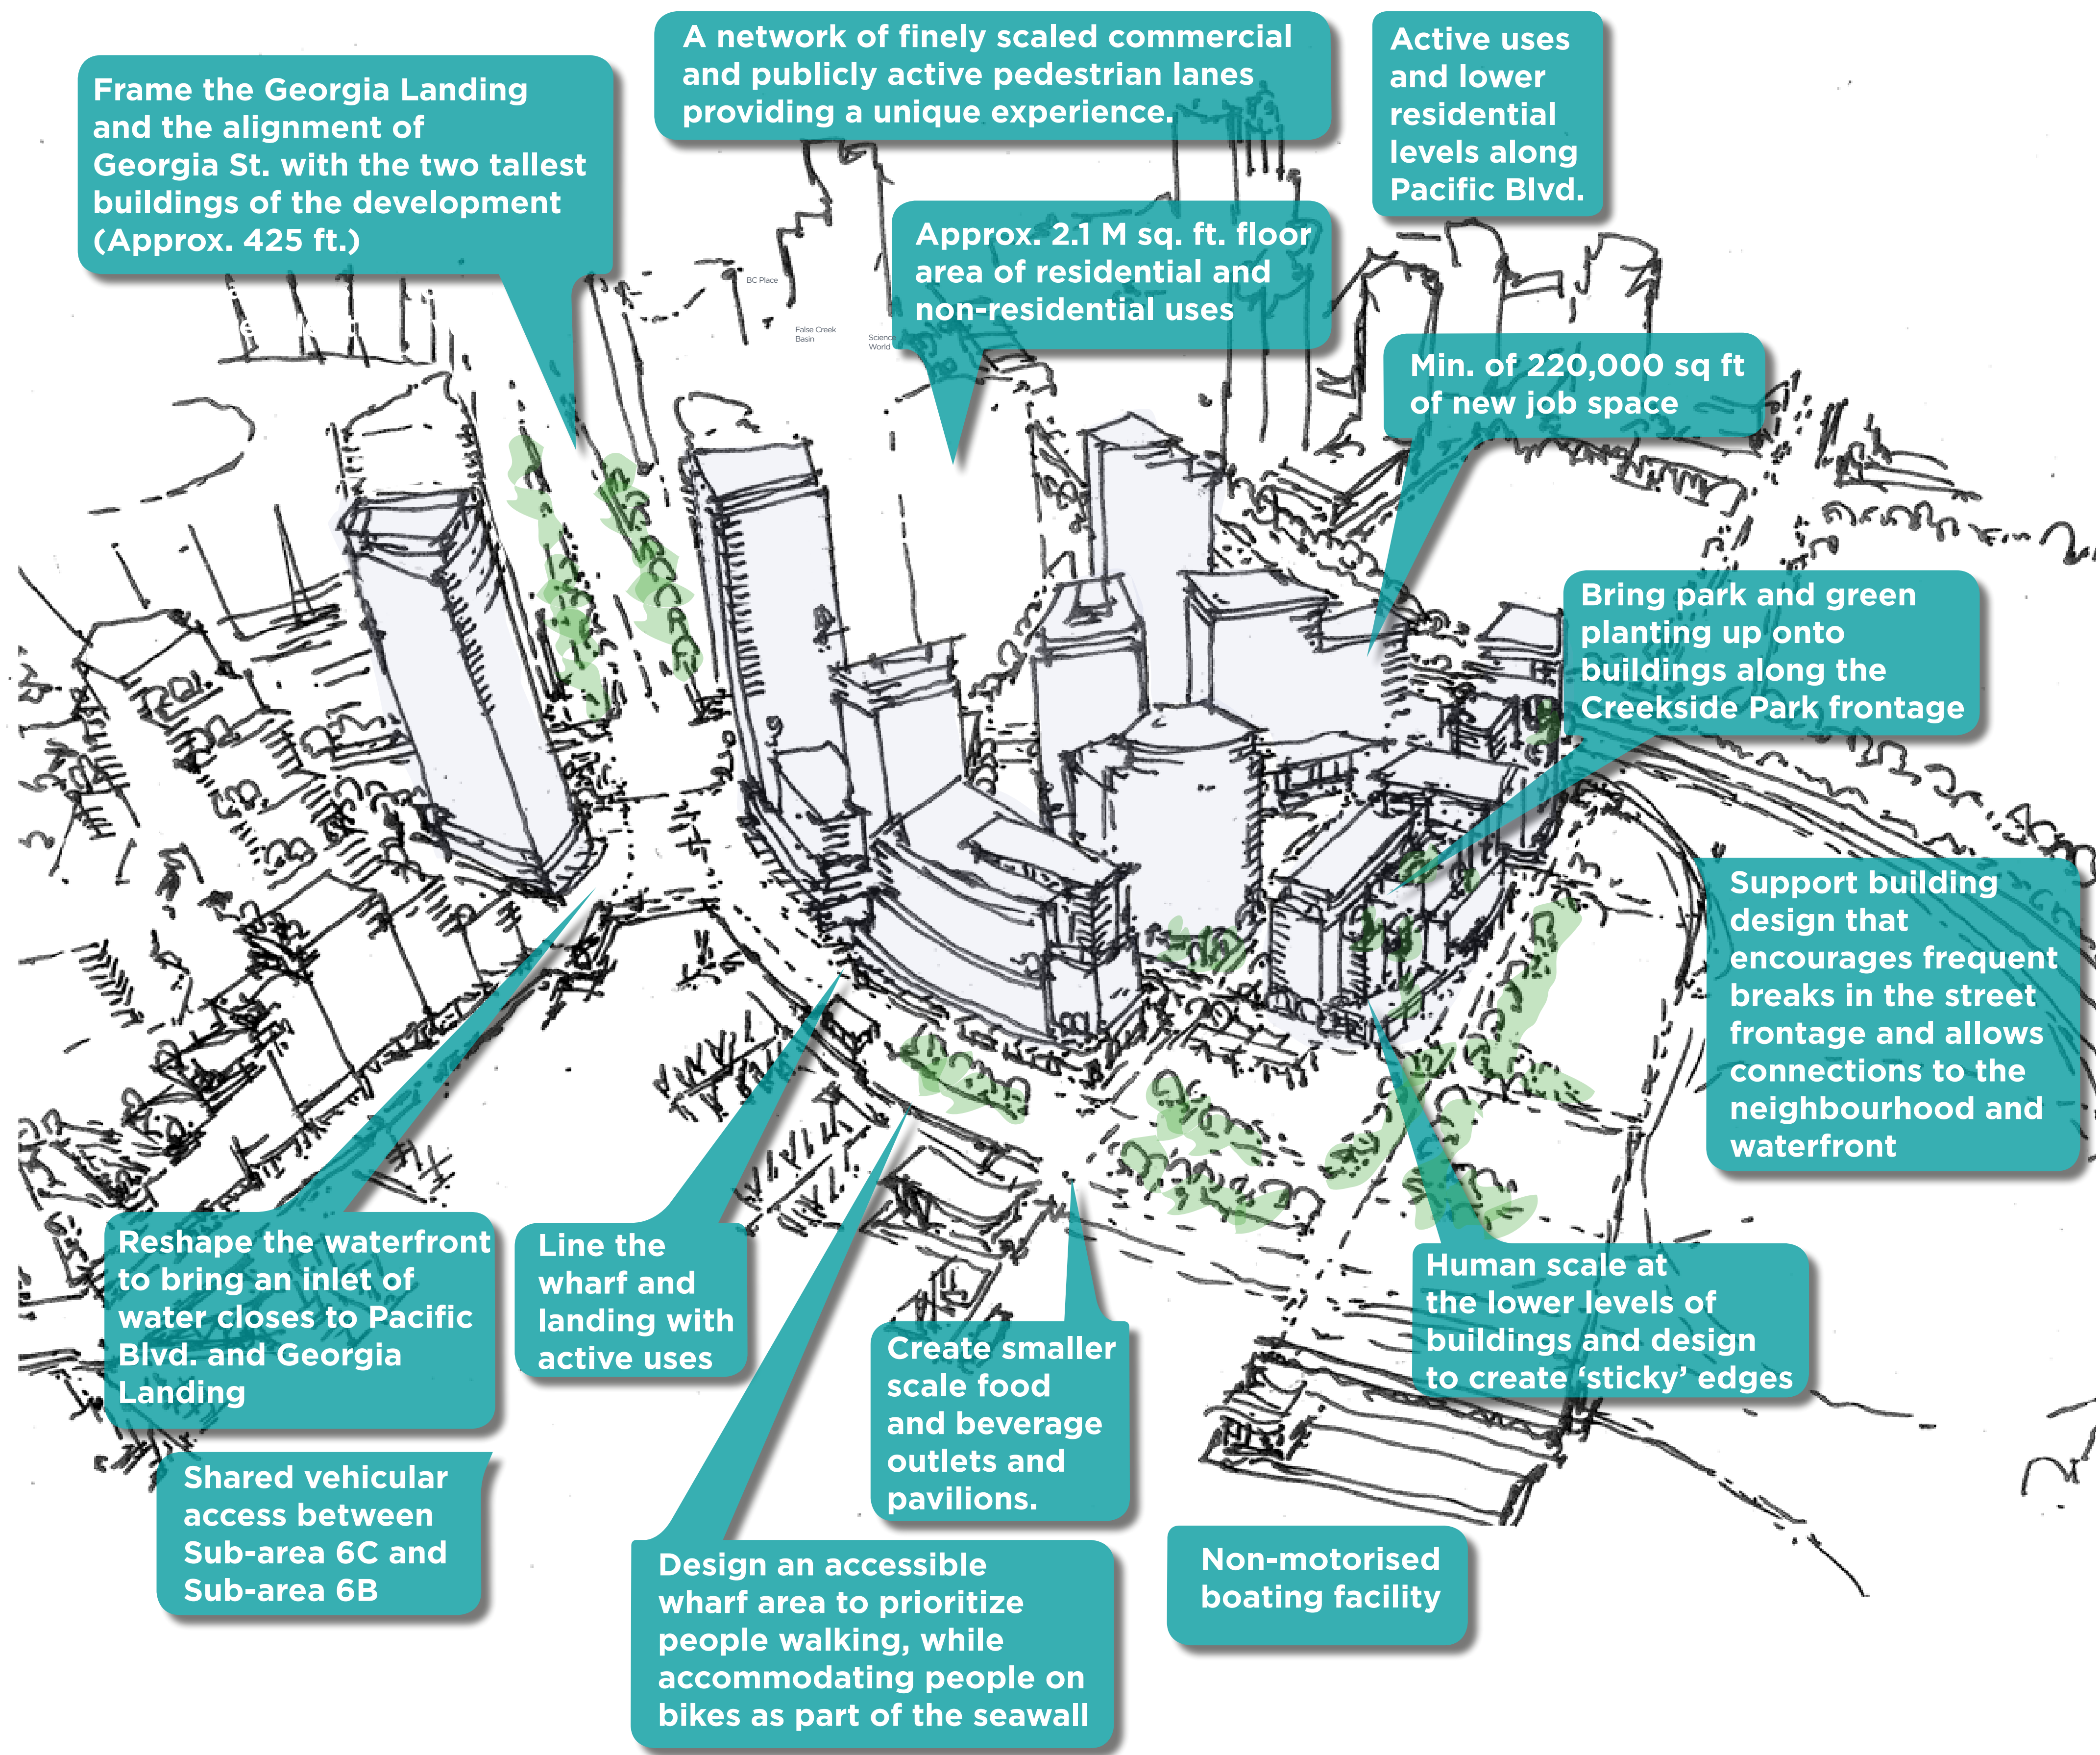 Frame the Georgia Landing
and the alignment of
Georgia St. with the two tallest
buildings of the development
(Approx. 425 ft.)
A network of finely scaled commercial
and publicly active pedestrian lanes
providing a unique experience.
Active uses
and lower
residential
levels along
Pacific Blvd.
Approx. 2.1 M sq. ft. floor
area of residential and
non-residential uses
BC Place
False Creek
Basin
Science
World
Min. of 220,000 sq ft
of new job space
Bring park and green
planting up onto
buildings along the
Creekside Park frontage
Support building
design that
encourages frequent
breaks in the street
frontage and allows
connections to the
neighbourhood and
waterfront
Reshape the waterfront
to bring an inlet of
water closes to Pacific
Blvd. and Georgia
Landing
Line the
wharf and
landing with
active uses
Create smaller
scale food
and beverage
outlets and
pavilions.
Human scale at
the lower levels of
buildings and design
to create ‘sticky’ edges
Shared vehicular
access between
Sub-area 6C and
Sub-area 6B
Design an accessible
wharf area to prioritize
people walking, while
accommodating people on
bikes as part of the seawall
Non-motorised
boating facility